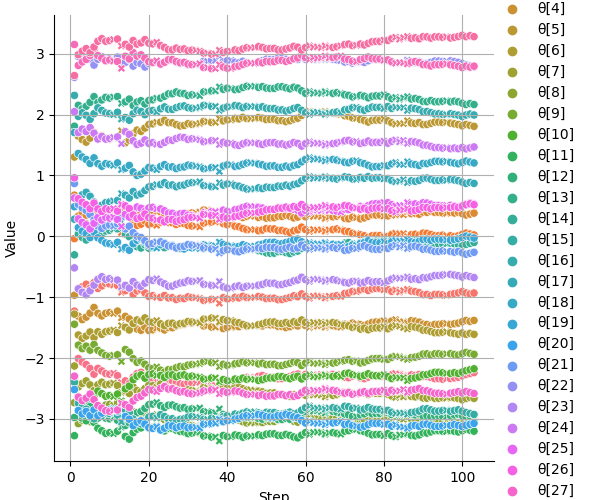 Value
3
2
1
0
−1
−2
−3
0
20
40
60
80
100
Step
θ[4]
θ[5]
θ[6]
θ[7]
θ[8]
θ[9]
θ[10]
θ[11]
θ[12]
θ[13]
θ[14]
θ[15]
θ[16]
θ[17]
θ[18]
θ[19]
θ[20]
θ[21]
θ[22]
θ[23]
θ[24]
θ[25]
θ[26]
θ[27]